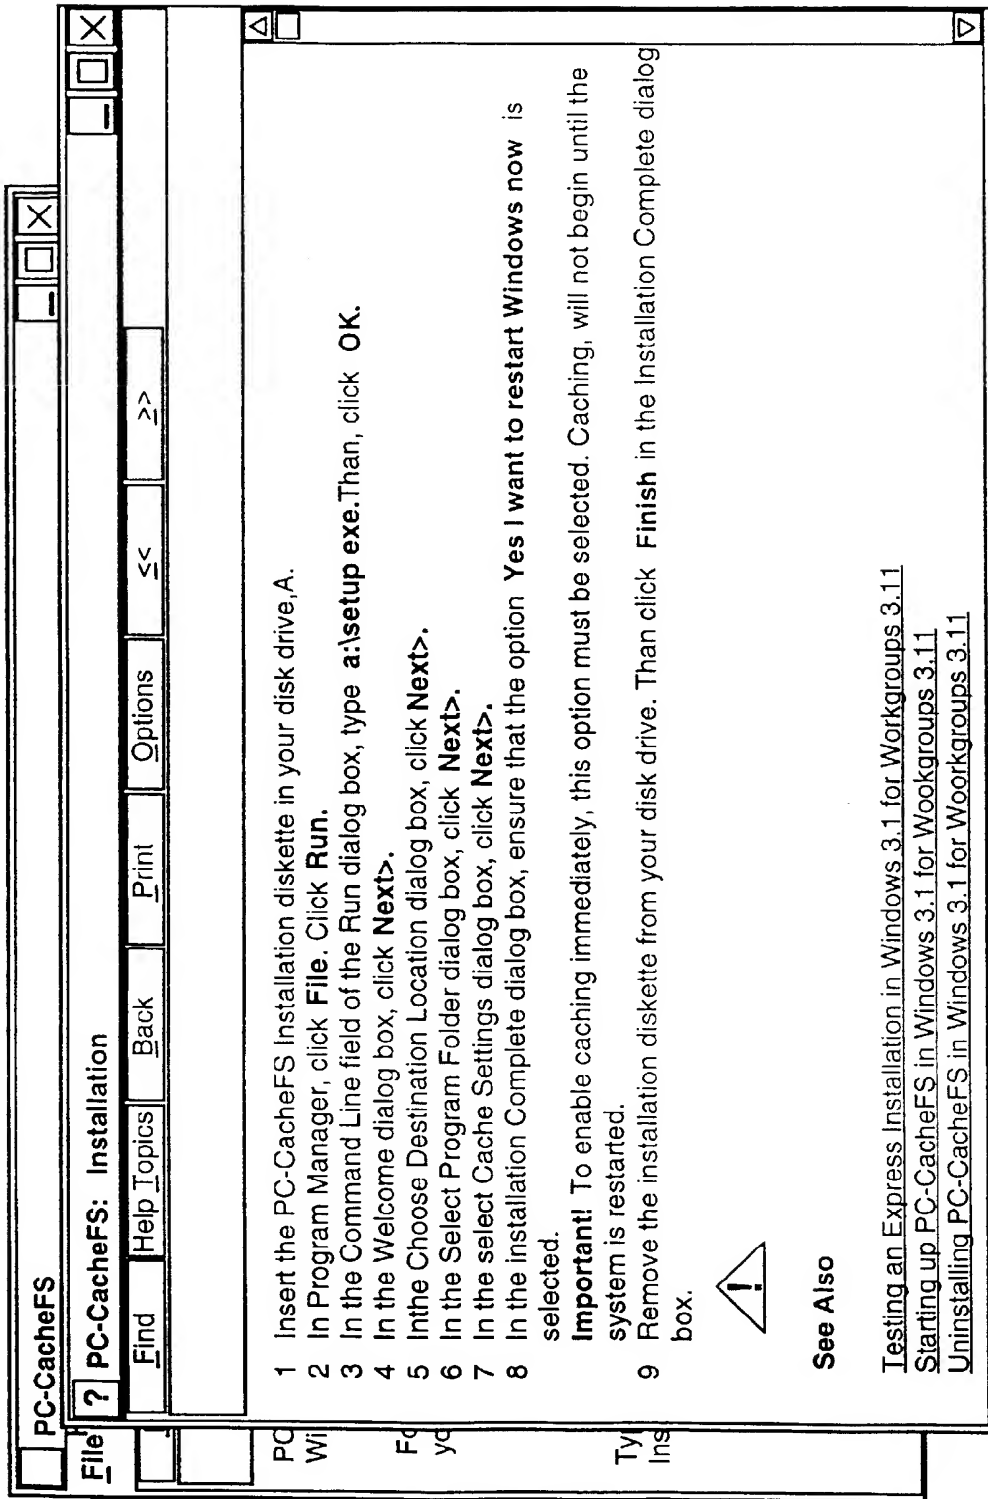 PC-CacheFS
File
? PC-CacheFS: Installation
Find Help Topics Back Print Options << >>
1 Insert the PC-CacheFS Installation diskette in your disk drive,A.
2 In Program Manager, click File. Click Run.
3 In the Command Line field of the Run dialog box, type a:\setup exe.Than, click OK.
4 In the Welcome dialog box, click Next>.
5 Inthe Choose Destination Location dialog box, click Next>.
6 In the Select Program Folder dialog box, click Next>.
7 In the select Cache Settings dialog box, click Next>.
8 In the installation Complete dialog box, ensure that the option Yes I want to restart Windows now is
selected.
Important! To enable caching immediately, this option must be selected. Caching, will not begin until the
system is restarted.
9 Remove the installation diskette from your disk drive. Than click Finish in the Installation Complete dialog
box.
!
See Also
Testing an Express Installation in Windows 3.1 for Workgroups 3.11
Starting up PC-CacheFS in Windows 3.1 for Wookgroups 3.11
Uninstalling PC-CacheFS in Windows 3.1 for Woorkgroups 3.11
PC
Wi
Fo
yo
Ty
Ins